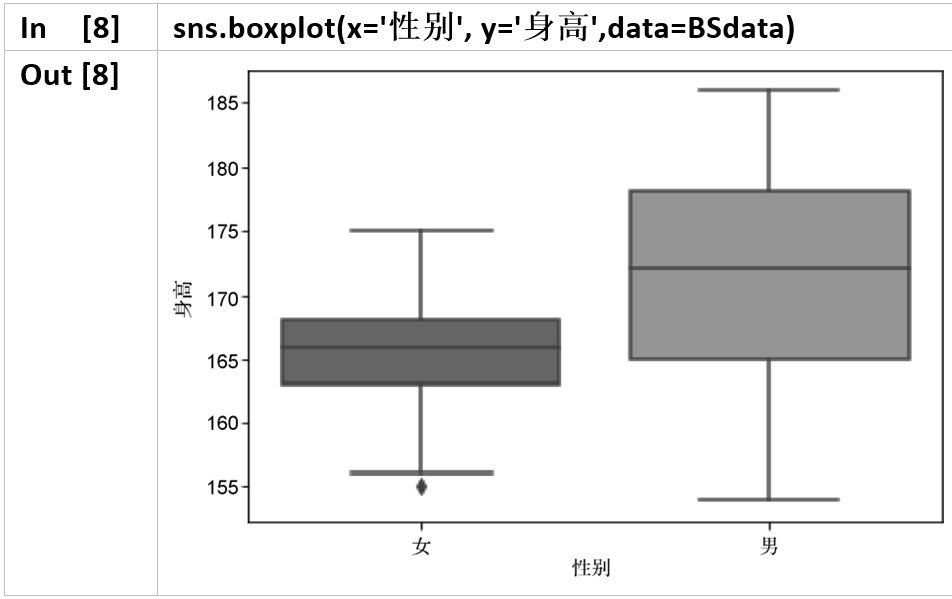 In [8]
sns.boxplot(x='性别', y='身高',data=BSdata)
Out [8]
185
180
175
170
165
160
155
身高
女 男
性别